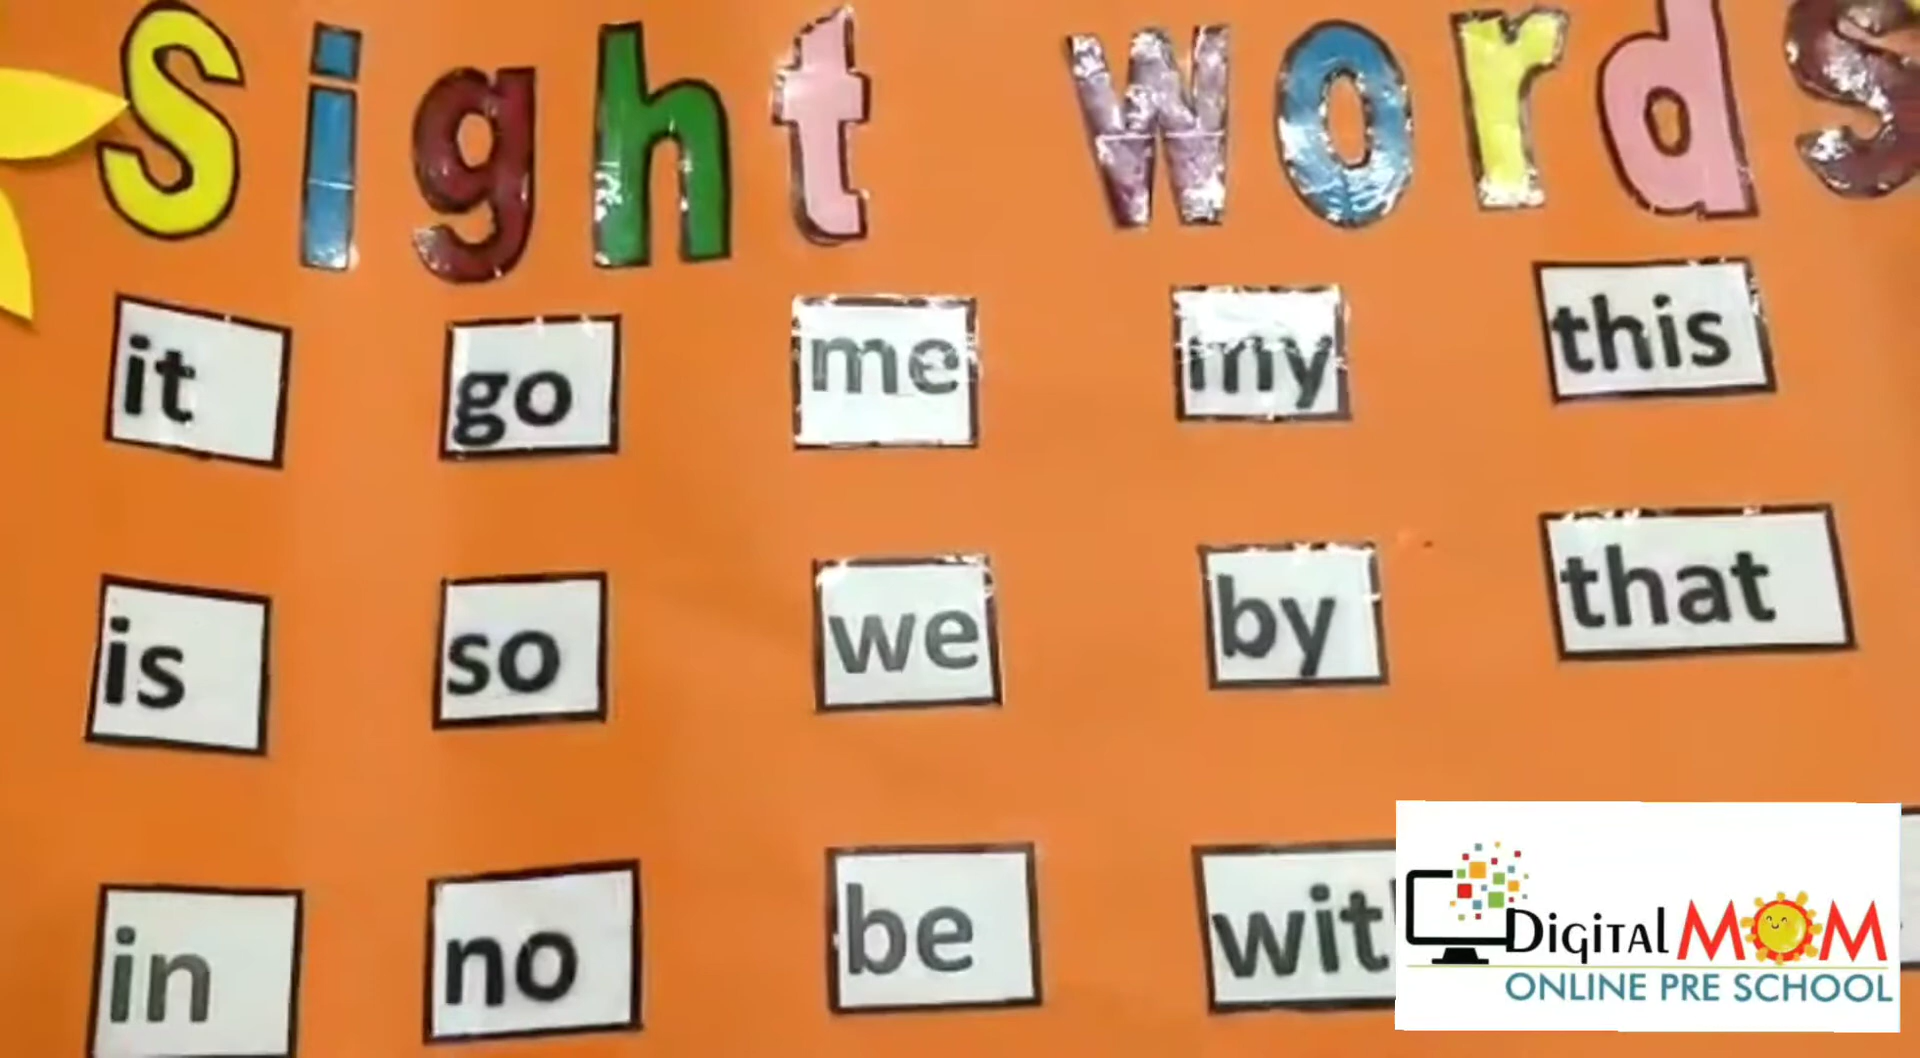 Sight words
it go me my this
is so we by that
in no be wit
Digital MOM
ONLINE PRE SCHOOL